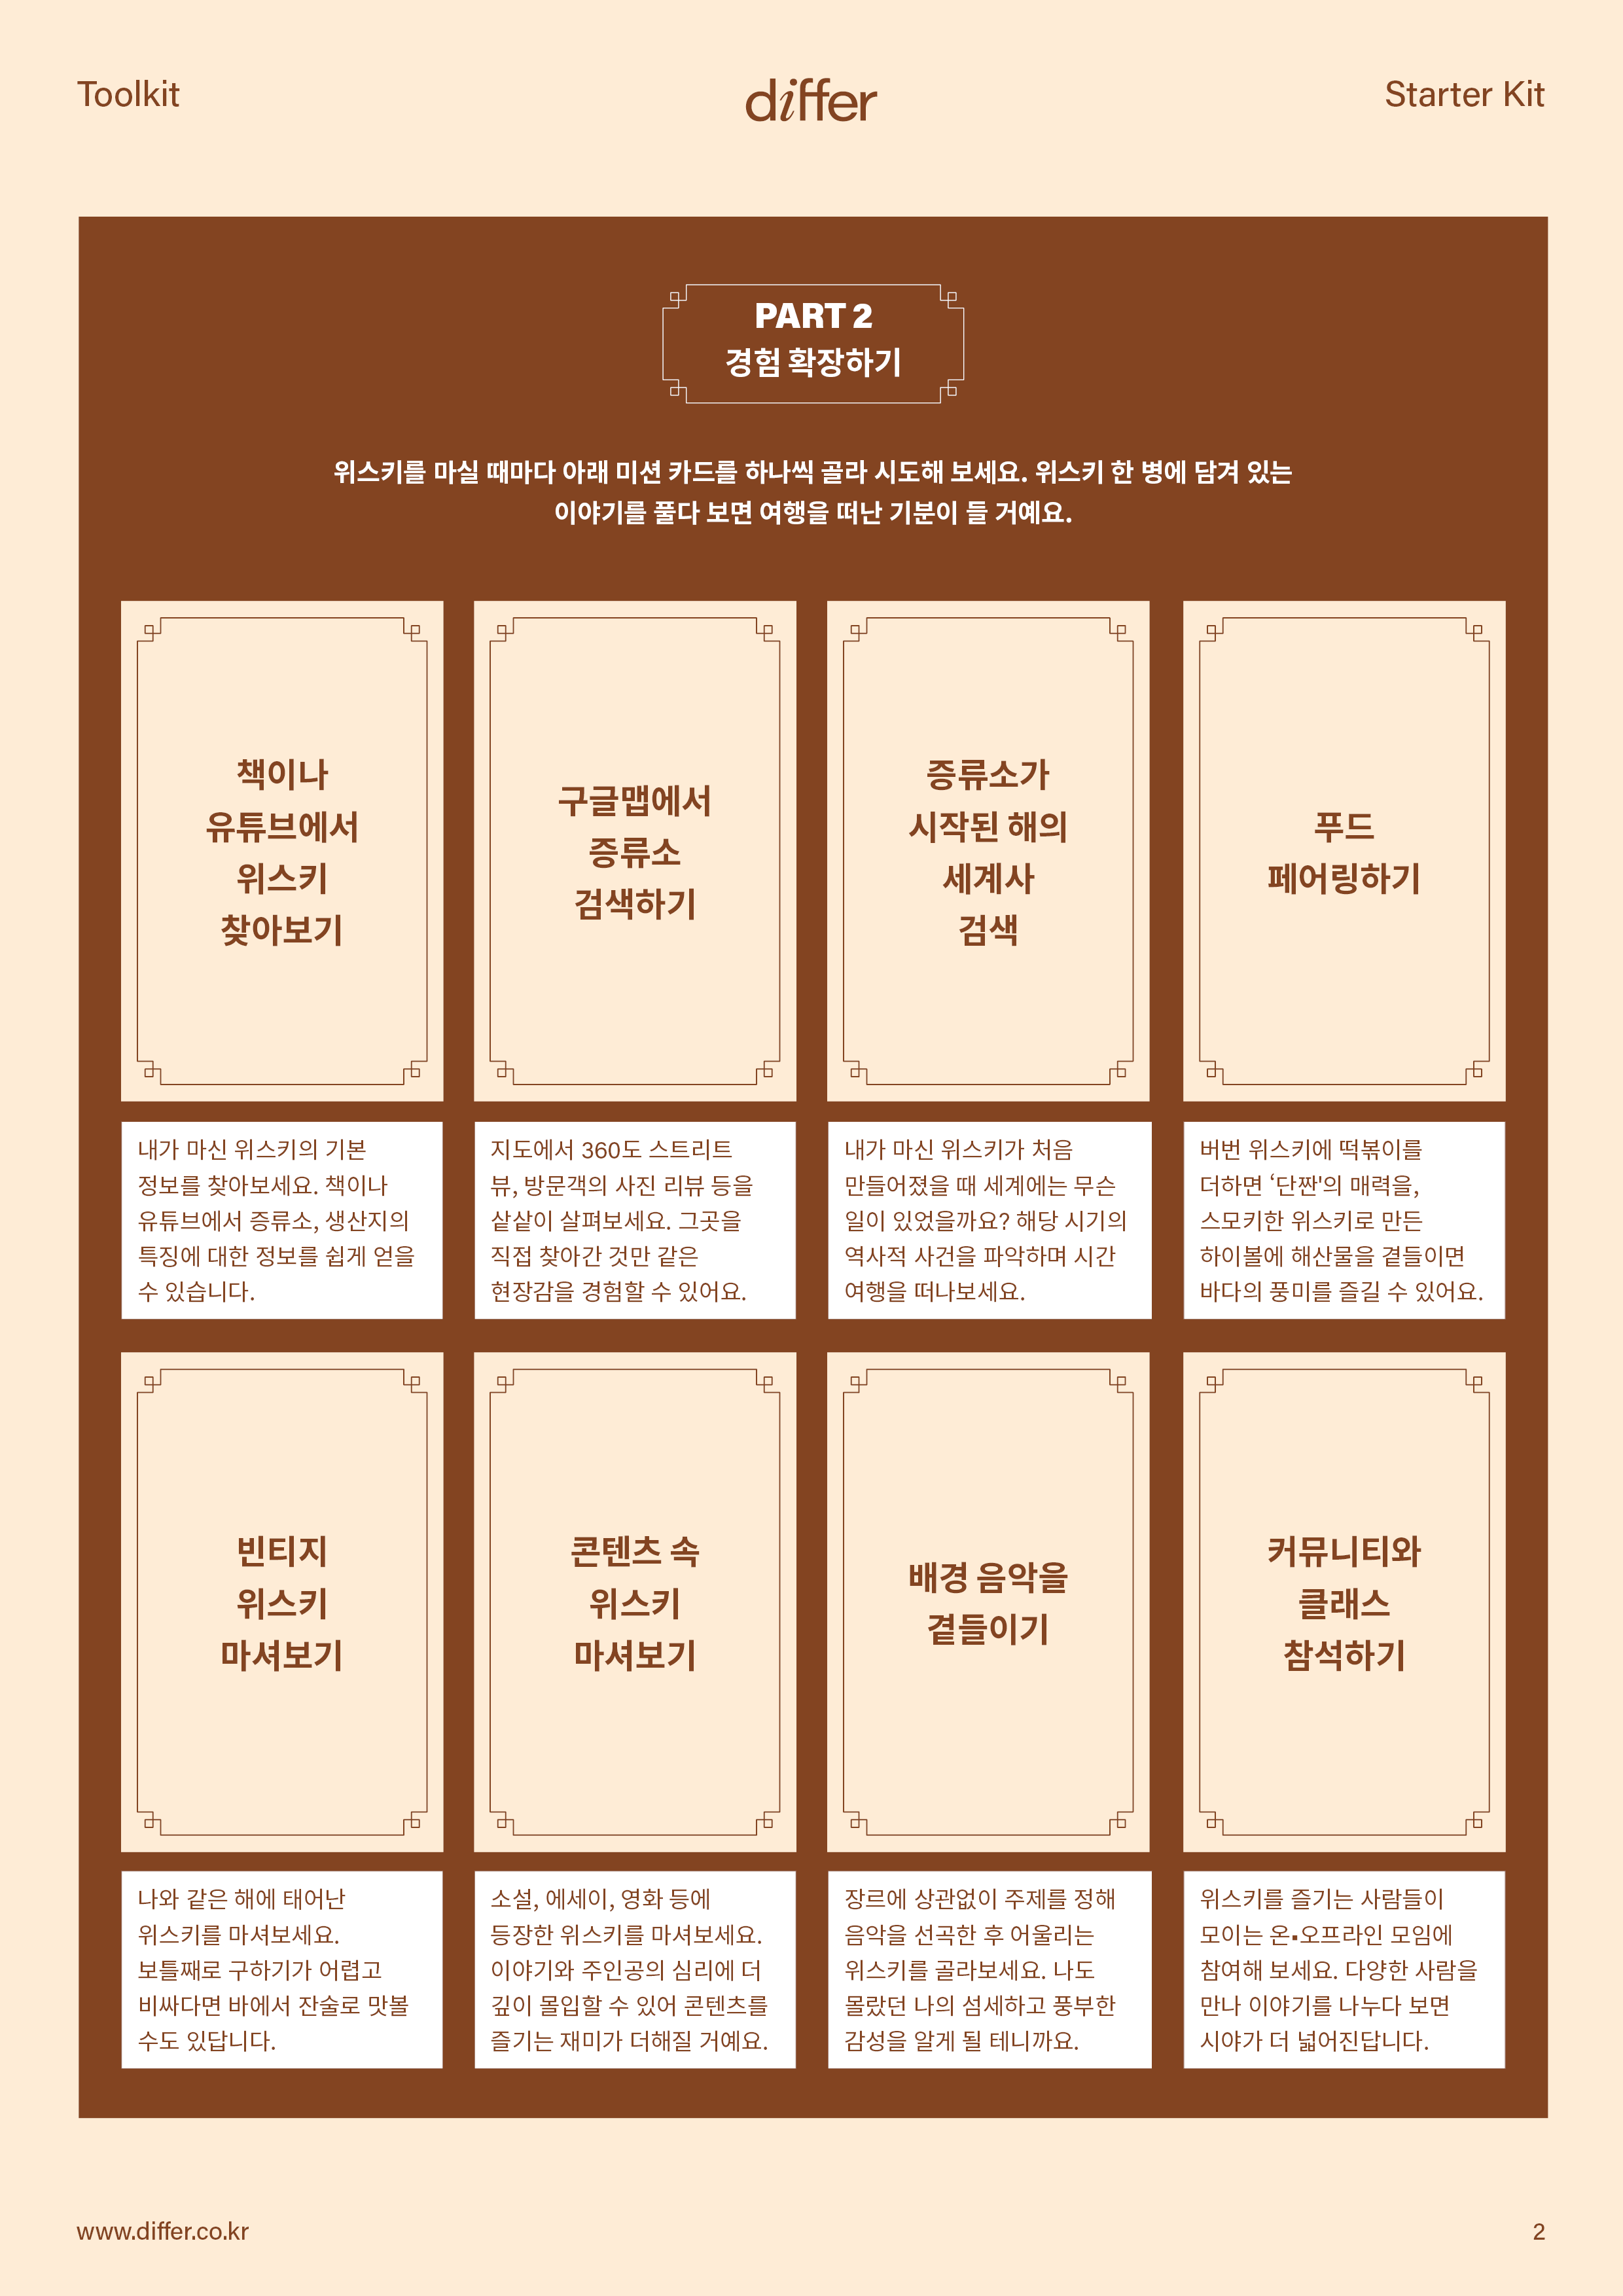 Toolkit
differ
Starter Kit
PART 2
경험 확장하기
위스키를 마실 때마다 아래 미션 카드를 하나씩 골라 시도해 보세요. 위스키 한 병에 담겨 있는
이야기를 풀다 보면 여행을 떠난 기분이 들 거예요.
책이나
유튜브에서
위스키
찾아보기
내가 마신 위스키의 기본
정보를 찾아보세요. 책이나
유튜브에서 증류소, 생산지의
특징에 대한 정보를 쉽게 얻을
수 있습니다.
구글맵에서
증류소
검색하기
지도에서 360도 스트리트
뷰, 방문객의 사진 리뷰 등을
샅샅이 살펴보세요. 그곳을
직접 찾아간 것만 같은
현장감을 경험할 수 있어요.
증류소가
시작된 해의
세계사
검색
내가 마신 위스키가 처음
만들어졌을 때 세계에는 무슨
일이 있었을까요? 해당 시기의
역사적 사건을 파악하며 시간
여행을 떠나보세요.
푸드
페어링하기
버번 위스키에 떡볶이를
더하면 ‘단짠'의 매력을,
스모키한 위스키로 만든
하이볼에 해산물을 곁들이면
바다의 풍미를 즐길 수 있어요.
빈티지
위스키
마셔보기
나와 같은 해에 태어난
위스키를 마셔보세요.
보틀째로 구하기가 어렵고
비싸다면 바에서 잔술로 맛볼
수도 있답니다.
콘텐츠 속
위스키
마셔보기
소설, 에세이, 영화 등에
등장한 위스키를 마셔보세요.
이야기와 주인공의 심리에 더
깊이 몰입할 수 있어 콘텐츠를
즐기는 재미가 더해질 거예요.
배경 음악을
곁들이기
장르에 상관없이 주제를 정해
음악을 선곡한 후 어울리는
위스키를 골라보세요. 나도
몰랐던 나의 섬세하고 풍부한
감성을 알게 될 테니까요.
커뮤니티와
클래스
참석하기
위스키를 즐기는 사람들이
모이는 온▪오프라인 모임에
참여해 보세요. 다양한 사람을
만나 이야기를 나누다 보면
시야가 더 넓어진답니다.
www.differ.co.kr
2